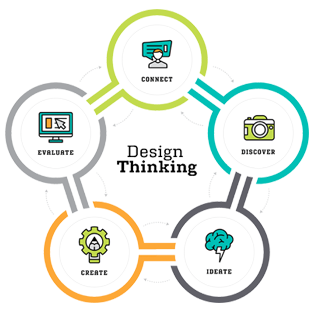 CONNECT
DISCOVER
IDEATE
CREATE
EVALUATE
Design
Thinking